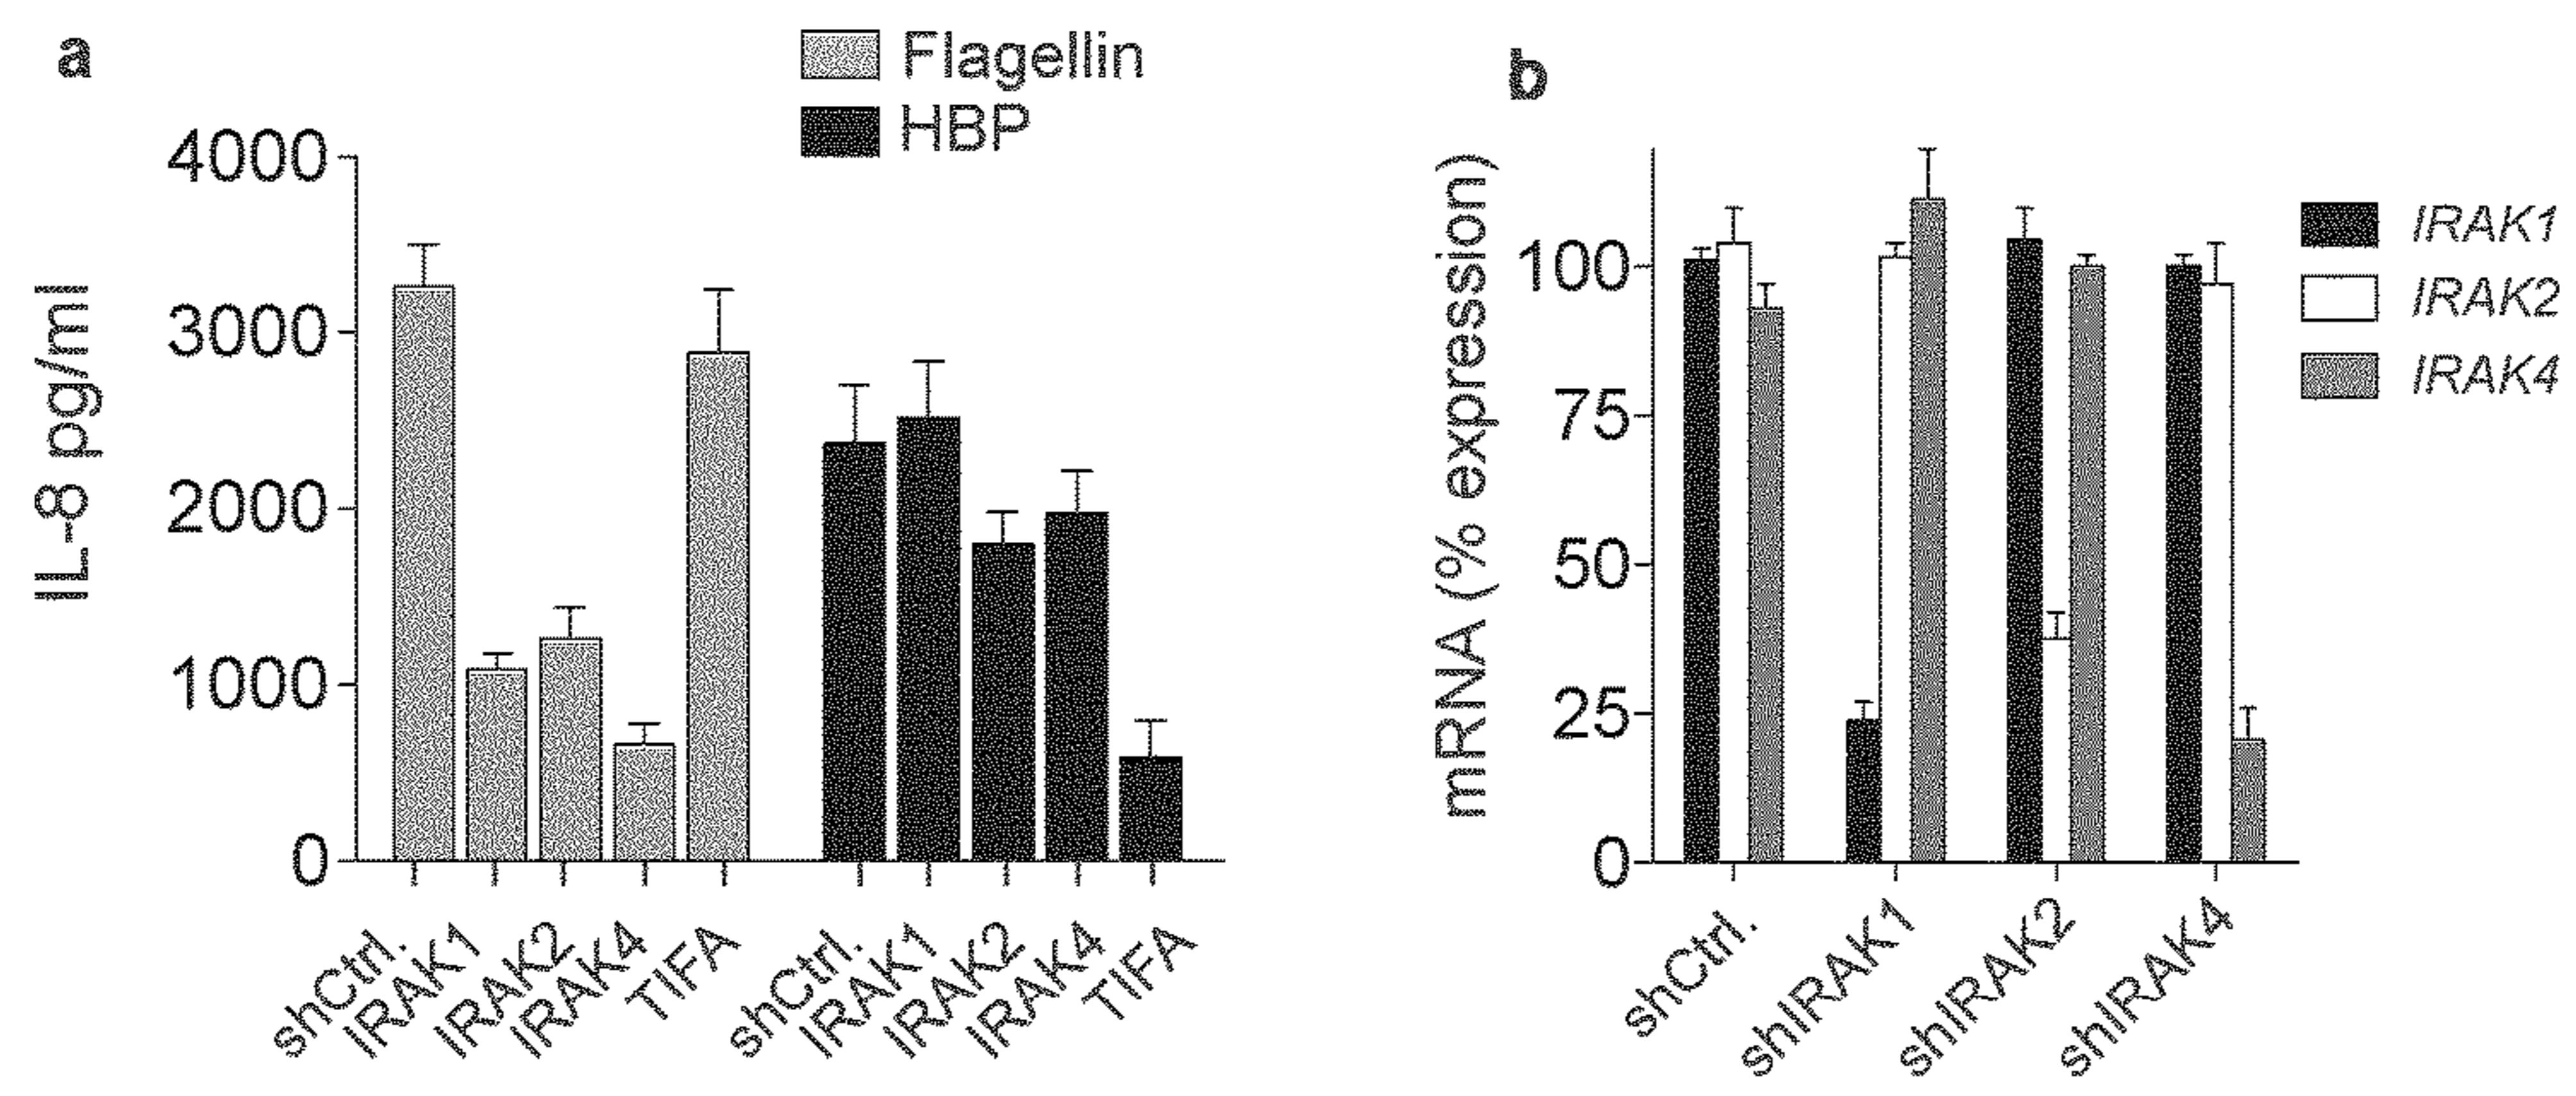 a
Flagellin
HBP
IL-8 pg/ml
4000
3000
2000
1000
0
shCtrl.
IRAK1
IRAK2
IRAK4
TIFA
shCtrl.
IRAK1
IRAK2
IRAK4
TIFA
b
mRNA (% expression)
100
75
50
25
0
shCtrl.
shIRAK1
shIRAK2
shIRAK4
IRAK1
IRAK2
IRAK4